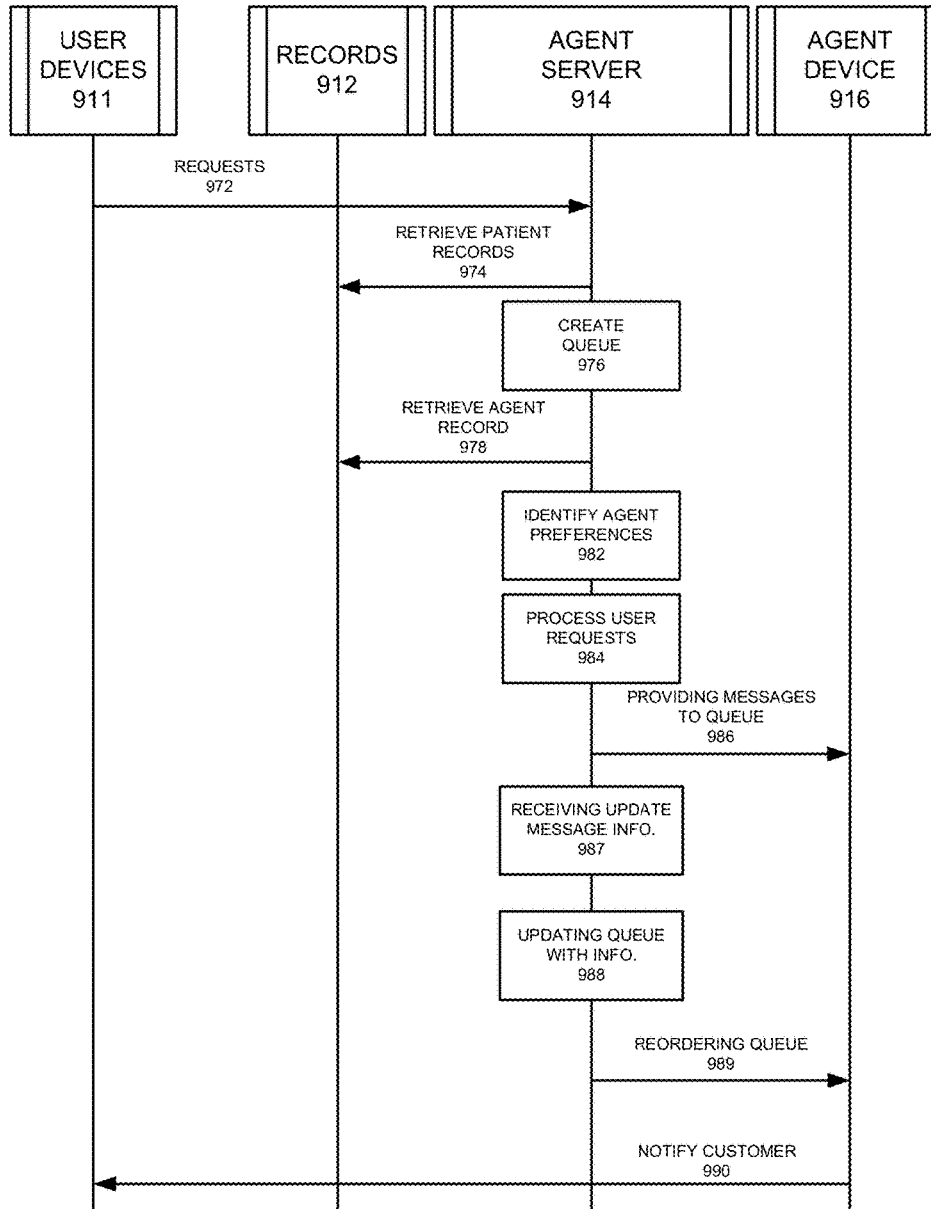 USER
DEVICES
911
RECORDS
912
AGENT
SERVER
914
AGENT
DEVICE
916
REQUESTS
972
RETRIEVE PATIENT
RECORDS
974
CREATE
QUEUE
976
RETRIEVE AGENT
RECORD
978
IDENTIFY AGENT
PREFERENCES
982
PROCESS USER
REQUESTS
984
PROVIDING MESSAGES
TO QUEUE
986
RECEIVING UPDATE
MESSAGE INFO.
987
UPDATING QUEUE
WITH INFO.
988
REORDERING QUEUE
989
NOTIFY CUSTOMER
990